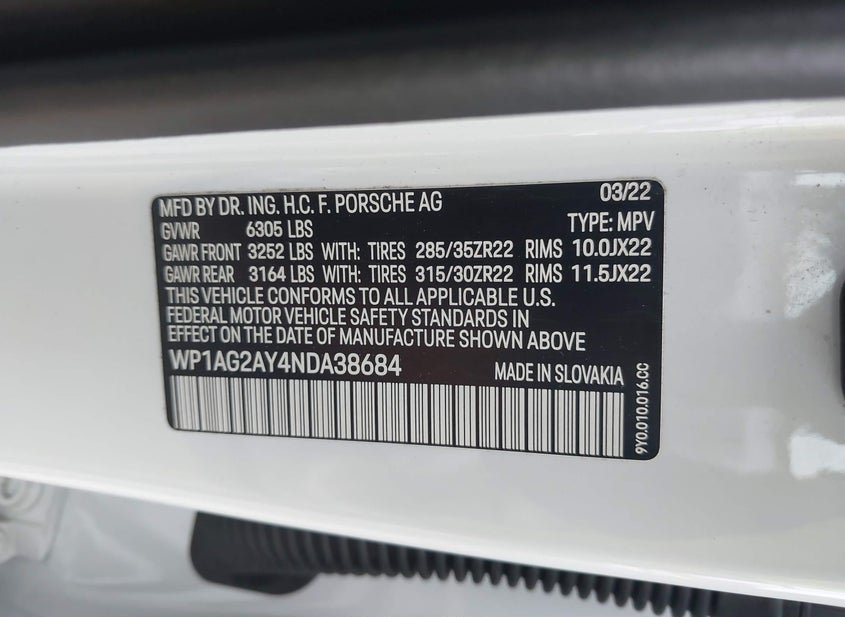 MFD BY DR. ING. H.C. F. PORSCHE AG 03/22
GVWR 6305 LBS TYPE: MPV
GAWR FRONT 3252 LBS WITH: TIRES 285/35ZR22 RIMS 10.0JX22
GAWR REAR 3164 LBS WITH: TIRES 315/30ZR22 RIMS 11.5JX22
THIS VEHICLE CONFORMS TO ALL APPLICABLE U.S.
FEDERAL MOTOR VEHICLE SAFETY STANDARDS IN
EFFECT ON THE DATE OF MANUFACTURE SHOWN ABOVE
WP1AG2AY4NDA38684 MADE IN SLOVAKIA
9Y0.010.016.CC